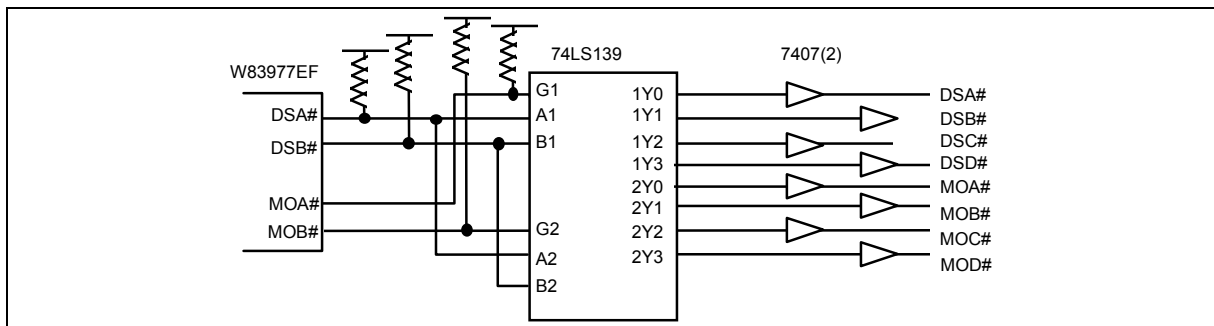 74LS139
7407(2)
W83977EF
DSA#
DSB#
MOA#
MOB#
G1
A1
B1
G2
A2
B2
1Y0
1Y1
1Y2
1Y3
2Y0
2Y1
2Y2
2Y3
DSA#
DSB#
DSC#
DSD#
MOA#
MOB#
MOC#
MOD#